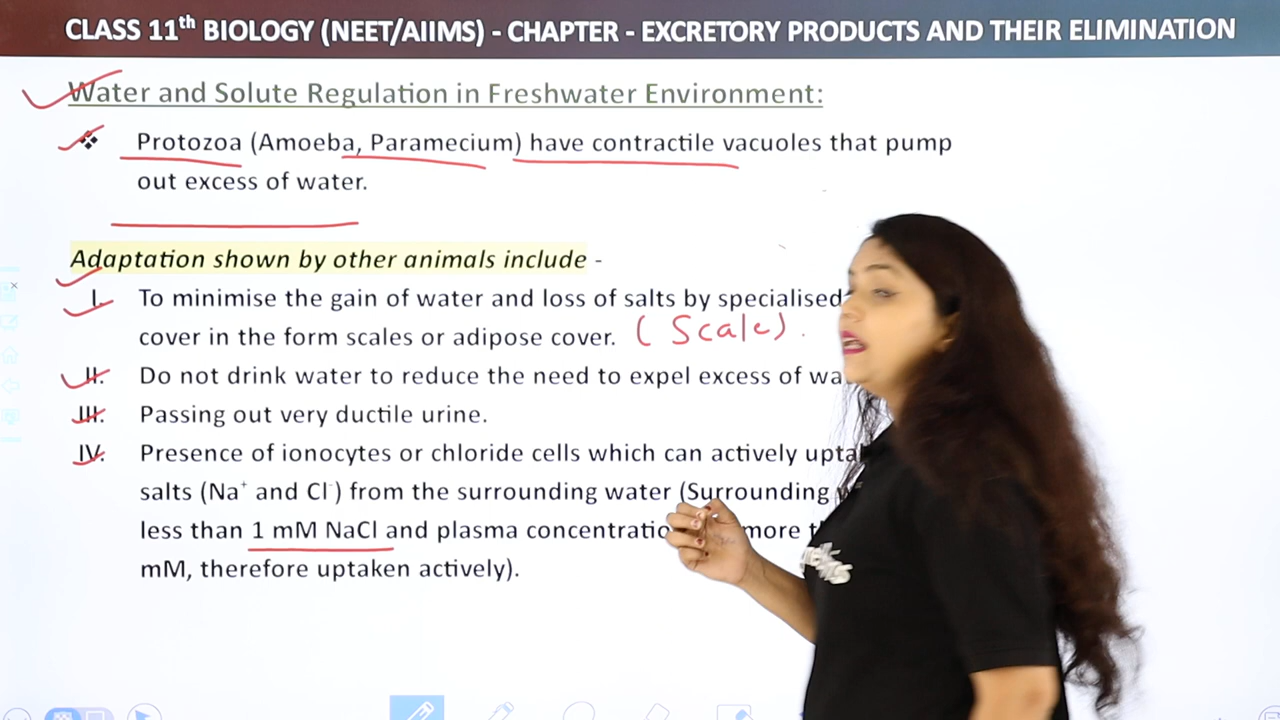 CLASS 11th BIOLOGY (NEET/AIIMS) - CHAPTER - EXCRETORY PRODUCTS AND THEIR ELIMINATION
Water and Solute Regulation in Freshwater Environment:
❖ Protozoa (Amoeba, Paramecium) have contractile vacuoles that pump
out excess of water.
Adaptation shown by other animals include -
I. To minimise the gain of water and loss of salts by specialised
cover in the form scales or adipose cover. (Scale).
II. Do not drink water to reduce the need to expel excess of
III. Passing out very ductile urine.
IV. Presence of ionocytes or chloride cells which can actively
salts (Na⁺ and Cl⁻) from the surrounding water (Surrounding
less than 1 mM NaCl and plasma more
mM, therefore uptaken actively).